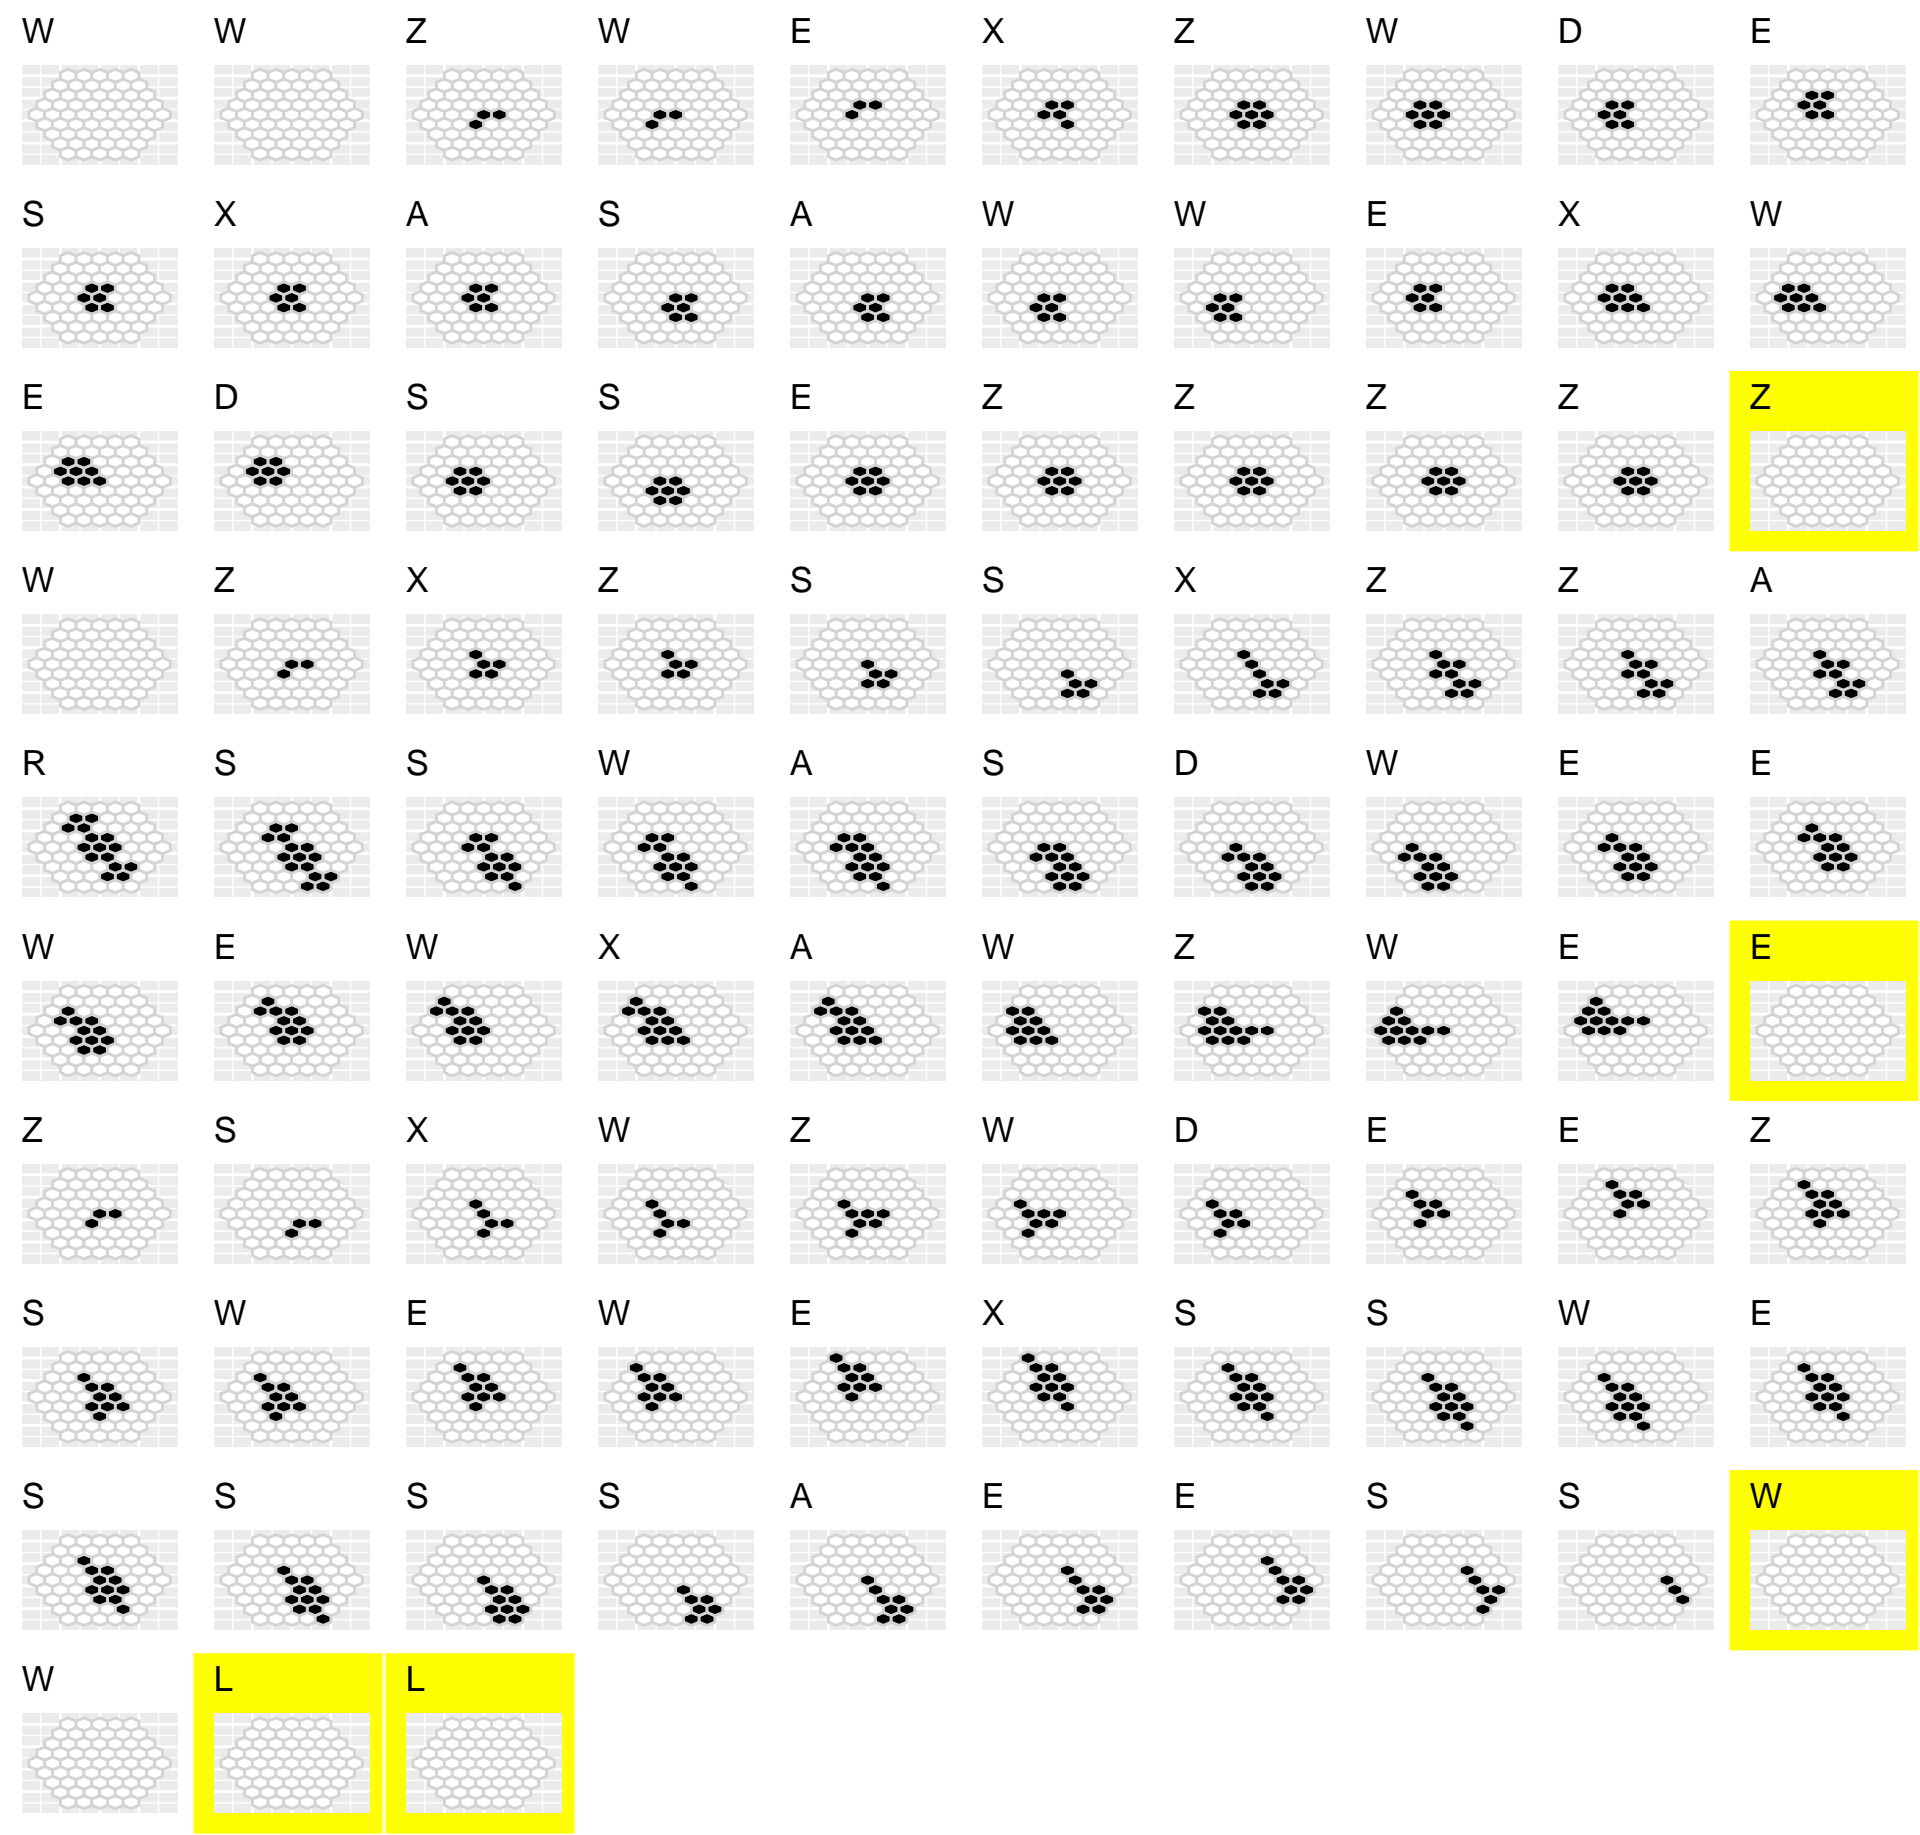 W W Z W E X Z W D E
S X A S A W W E X W
E D S S E Z Z Z Z Z
W Z X Z S S X Z Z A
R S S W A S D W E E
W E W X A W Z W E E
Z S X W Z W D E E Z
S W E W E X S S W E
S S S S A E E S S W
W L L